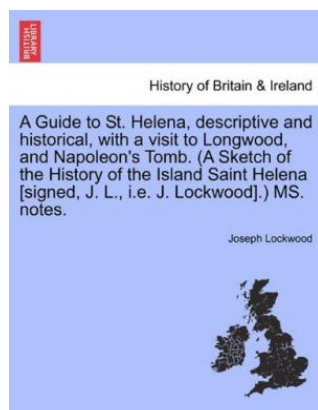 BRITISH
LIBRARY
History of Britain & Ireland
A Guide to St. Helena, descriptive and
historical, with a visit to Longwood,
and Napoleon's Tomb. (A Sketch of
the History of the Island Saint Helena
[signed, J. L., i.e. J. Lockwood].) MS.
notes.
Joseph Lockwood